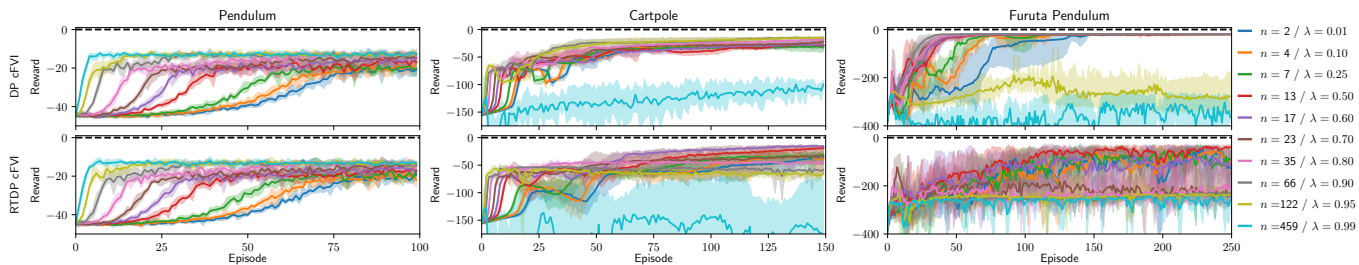 Pendulum
Cartpole
Furuta Pendulum
DP cFVI
Reward
0
−20
−40
Reward
0
−50
−100
−150
Reward
0
−200
−400
RTDP cFVI
Reward
0
−20
−40
0 25 50 75 100
Episode
Reward
0
−50
−100
−150
0 25 50 75 100 125 150
Episode
Reward
0
−200
−400
0 50 100 150 200 250
Episode
n = 2 / λ = 0.01
n = 4 / λ = 0.10
n = 7 / λ = 0.25
n = 13 / λ = 0.50
n = 17 / λ = 0.60
n = 23 / λ = 0.70
n = 35 / λ = 0.80
n = 66 / λ = 0.90
n =122 / λ = 0.95
n =459 / λ = 0.99